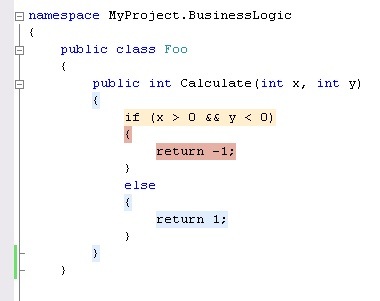 namespace MyProject.BusinessLogic
{
    public class Foo
    {
        public int Calculate(int x, int y)
        {
            if (x > 0 && y < 0)
            {
                return -1;
            }
            else
            {
                return 1;
            }
        }
    }